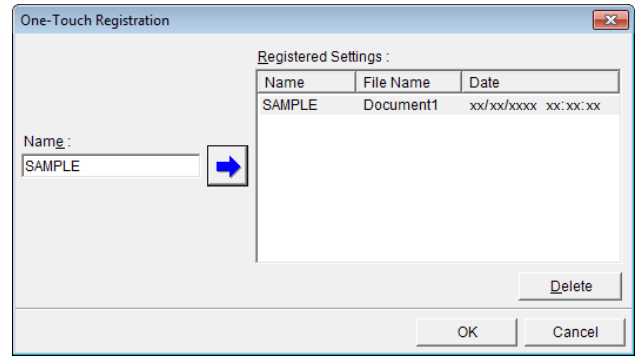 One-Touch Registration
Registered Settings :
Name File Name Date
SAMPLE Document1 xx/xx/xxxx xx:xx:xx
Name :
SAMPLE
Delete
OK Cancel